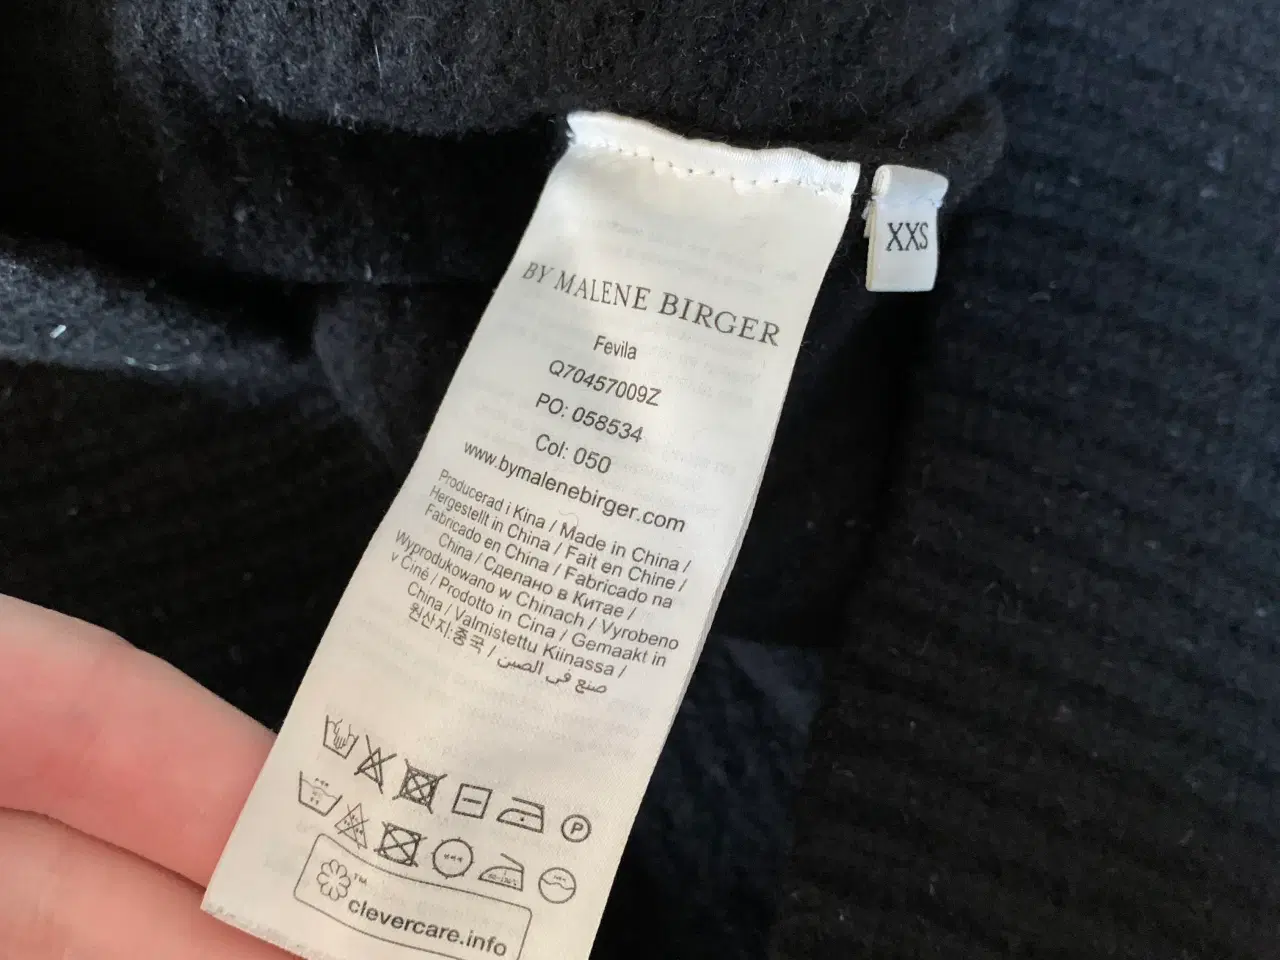 XXS
BY MALENE BIRGER
Fevila
Q70457009Z
PO: 058534
Col: 050
www.bymalenebirger.com
Producerad i Kina / Made in China /
Hergestellt in China / Fait en Chine /
Fabricado en China / Fabricado na
China / Сделано в Китае /
Wyprodukowano w Chinach / Vyrobeno
v Číně / Prodotto in Cina / Gemaakt in
China / Valmistettu Kiinassa /
원산지:중국 / صنع في الصين
P
™
clevercare.info